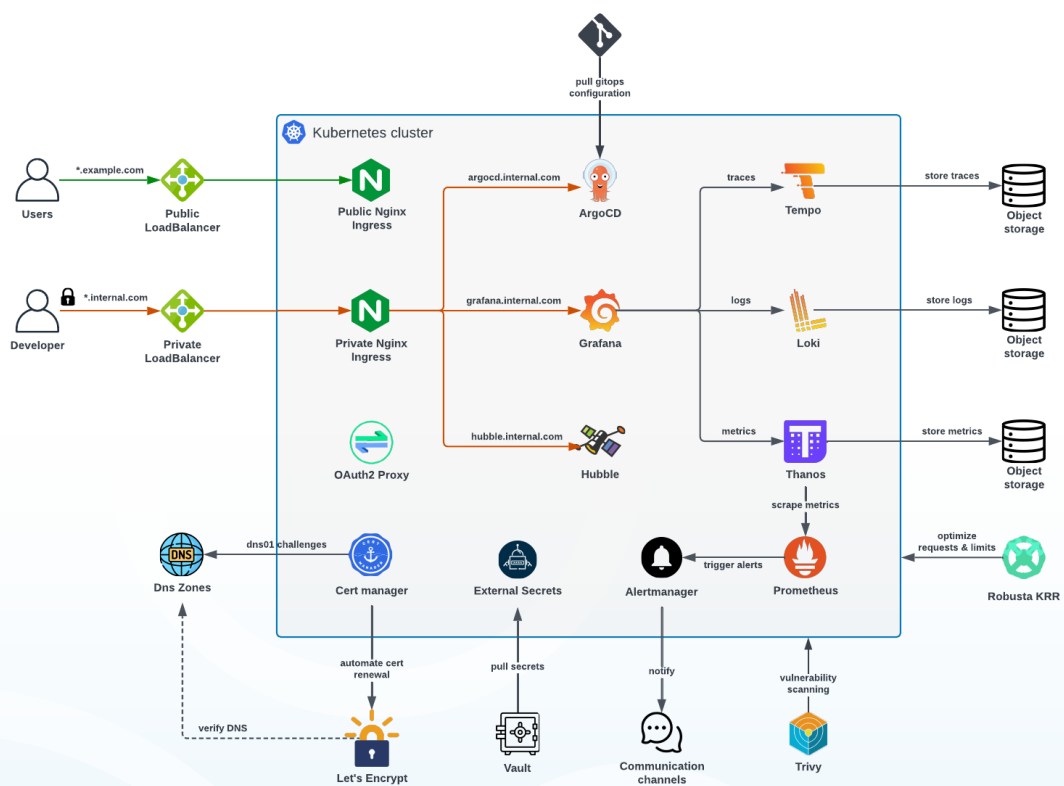 pull gitops
configuration
Kubernetes cluster
*.example.com
argocd.internal.com
traces
store traces
Users
Public
LoadBalancer
Public Nginx
Ingress
ArgoCD
Tempo
Object
storage
*.internal.com
grafana.internal.com
logs
store logs
Developer
Private
LoadBalancer
Private Nginx
Ingress
Grafana
Loki
Object
storage
hubble.internal.com
metrics
store metrics
OAuth2 Proxy
Hubble
Thanos
Object
storage
scrape metrics
dns01 challenges
DNS
CERT
MANAGER
trigger alerts
optimize
requests & limits
Dns Zones
Cert manager
External Secrets
Alertmanager
Prometheus
Robusta KRR
automate cert
renewal
pull secrets
notify
vulnerability
scanning
verify DNS
Let's Encrypt
Vault
Communication
channels
Trivy